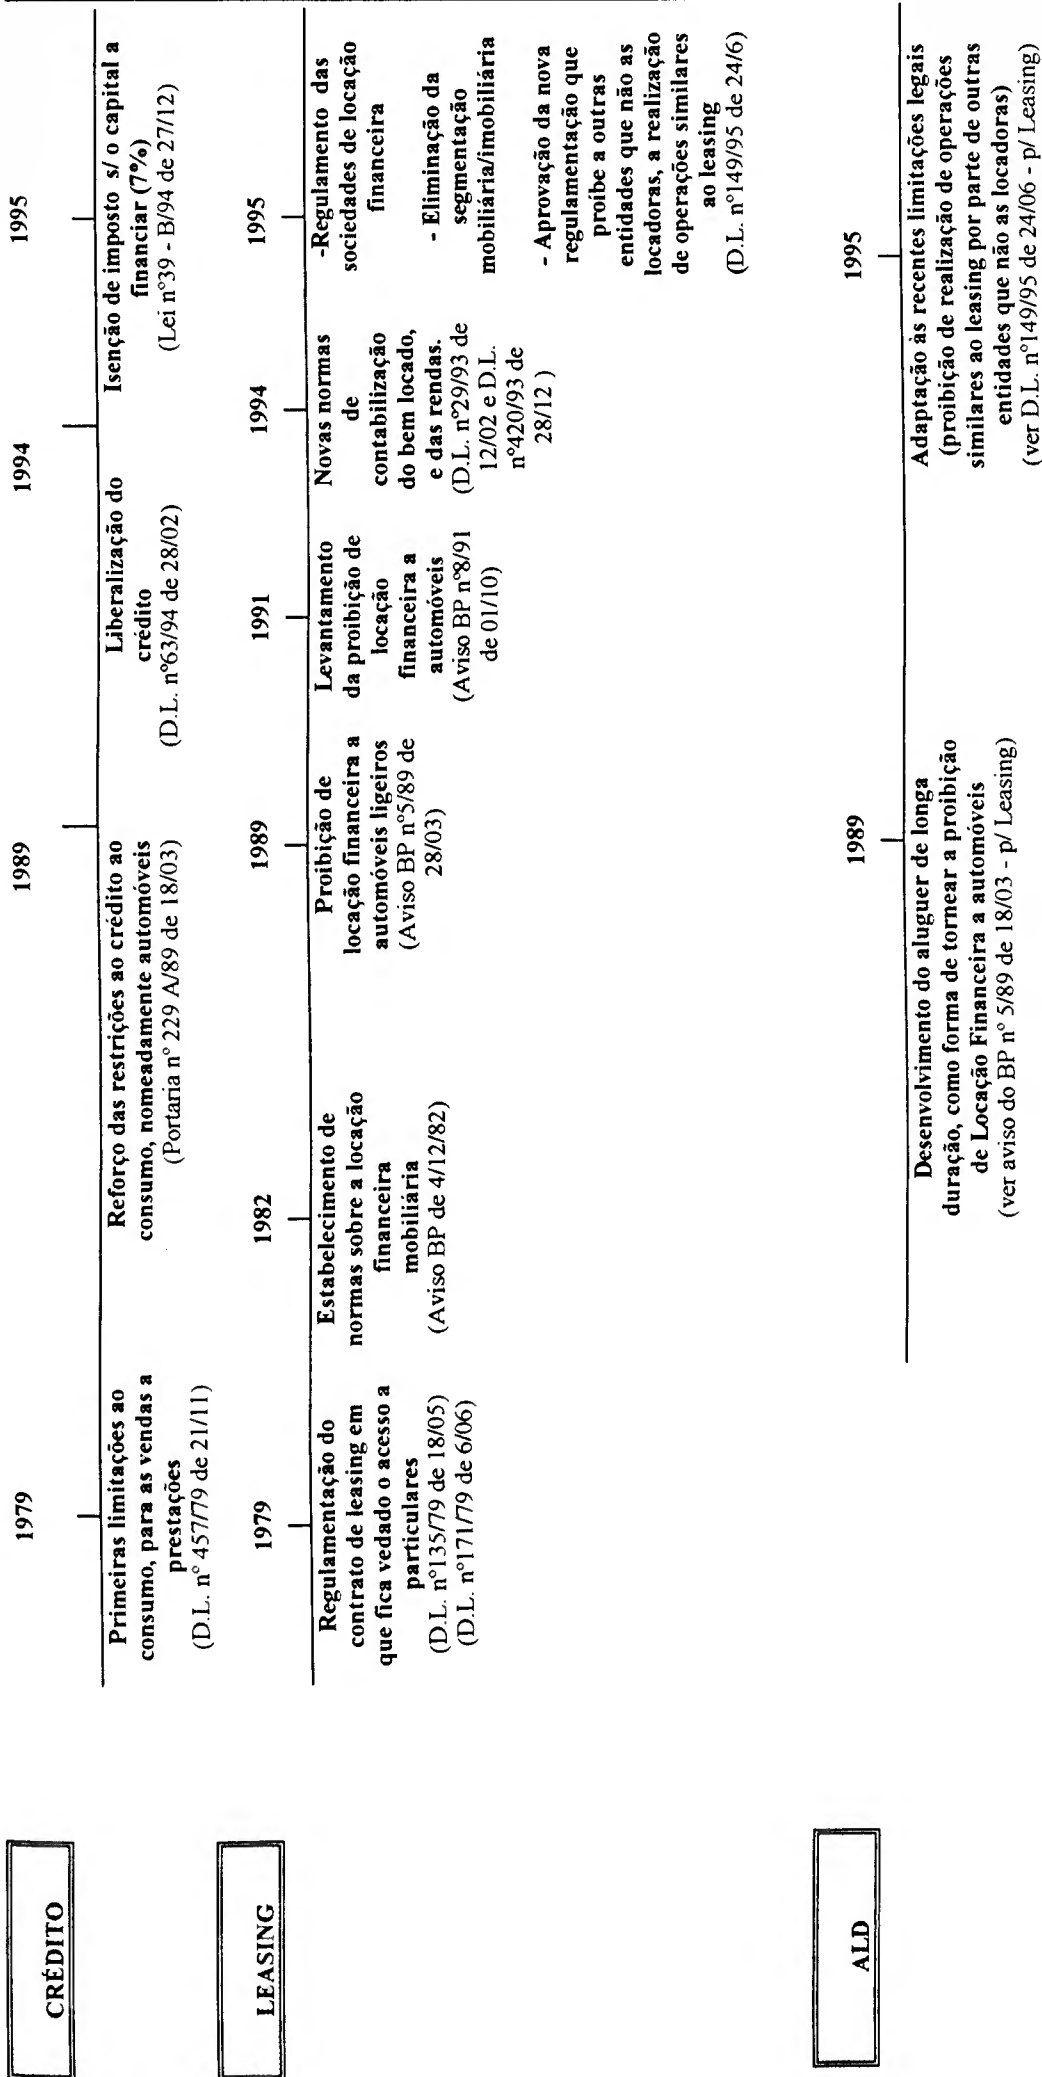 CRÉDITO
1979
1989
1994
1995
Primeiras limitações ao
consumo, para as vendas a
prestações
(D.L. nº 457/79 de 21/11)
Reforço das restrições ao crédito ao
consumo, nomeadamente automóveis
(Portaria nº 229 A/89 de 18/03)
Liberalização do
crédito
(D.L. nº63/94 de 28/02)
Isenção de imposto s/ o capital a
financiar (7%)
(Lei nº39 - B/94 de 27/12)
LEASING
1979
1982
1989
1991
1994
1995
Regulamentação do
contrato de leasing em
que fica vedado o acesso a
particulares
(D.L. nº135/79 de 18/05)
(D.L. nº171/79 de 6/06)
Estabelecimento de
normas sobre a locação
financeira
mobiliária
(Aviso BP de 4/12/82)
Proibição de
locação financeira a
automóveis ligeiros
(Aviso BP nº5/89 de
28/03)
Levantamento
da proibição de
locação
financeira a
automóveis
(Aviso BP nº8/91
de 01/10)
Novas normas
de
contabilização
do bem locado,
e das rendas.
(D.L. nº29/93 de
12/02 e D.L.
nº420/93 de
28/12 )
-Regulamento das
sociedades de locação
financeira
- Eliminação da
segmentação
mobiliária/imobiliária
- Aprovação da nova
regulamentação que
proibe a outras
entidades que não as
locadoras, a realização
de operações similares
ao leasing
(D.L. nº149/95 de 24/6)
ALD
1989
1995
Desenvolvimento do aluguer de longa
duração, como forma de tornear a proibição
de Locação Financeira a automóveis
(ver aviso do BP nº 5/89 de 18/03 - p/ Leasing)
Adaptação às recentes limitações legais
(proibição de realização de operações
similares ao leasing por parte de outras
entidades que não as locadoras)
(ver D.L. nº149/95 de 24/06 - p/ Leasing)